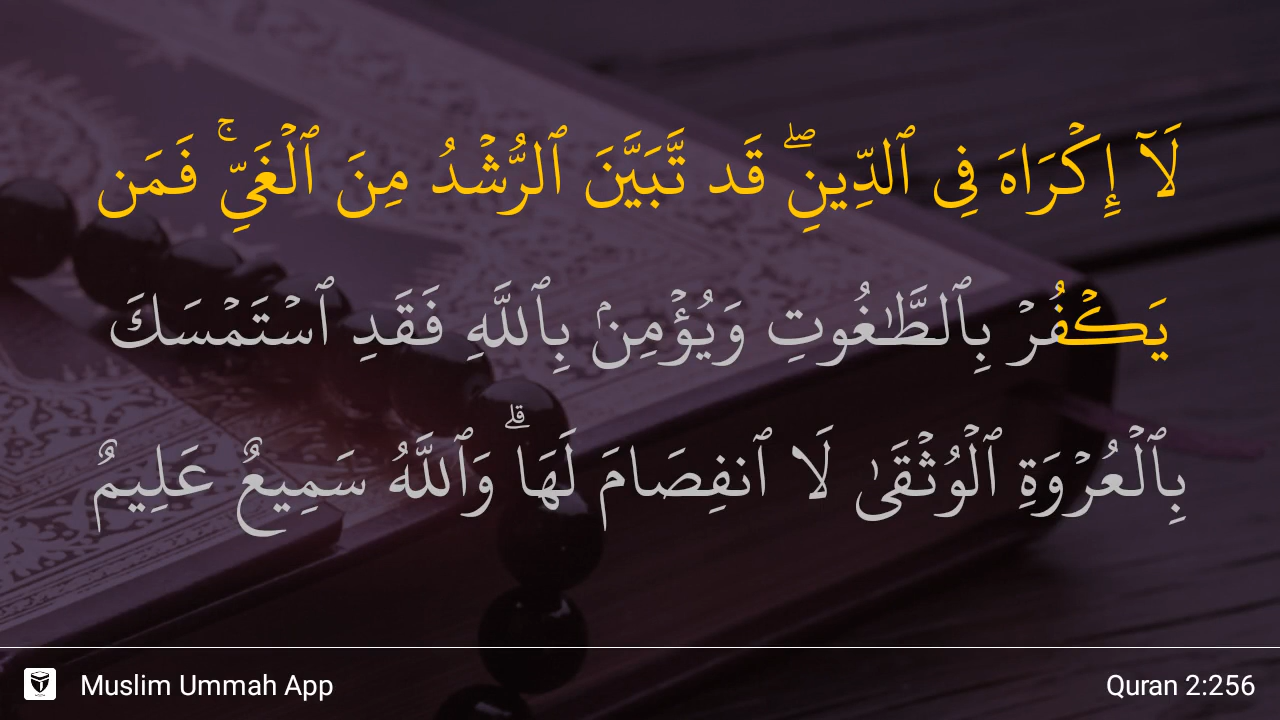 لَآ إِكْرَاهَ فِى ٱلدِّينِ ۖ قَد تَّبَيَّنَ ٱلرُّشْدُ مِنَ ٱلْغَىِّ ۚ فَمَن
يَكْفُرْ بِٱلطَّـٰغُوتِ وَيُؤْمِنۢ بِٱللَّهِ فَقَدِ ٱسْتَمْسَكَ
بِٱلْعُرْوَةِ ٱلْوُثْقَىٰ لَا ٱنفِصَامَ لَهَا ۗ وَٱللَّهُ سَمِيعٌ عَلِيمٌ
Muslim Ummah App
Quran 2:256